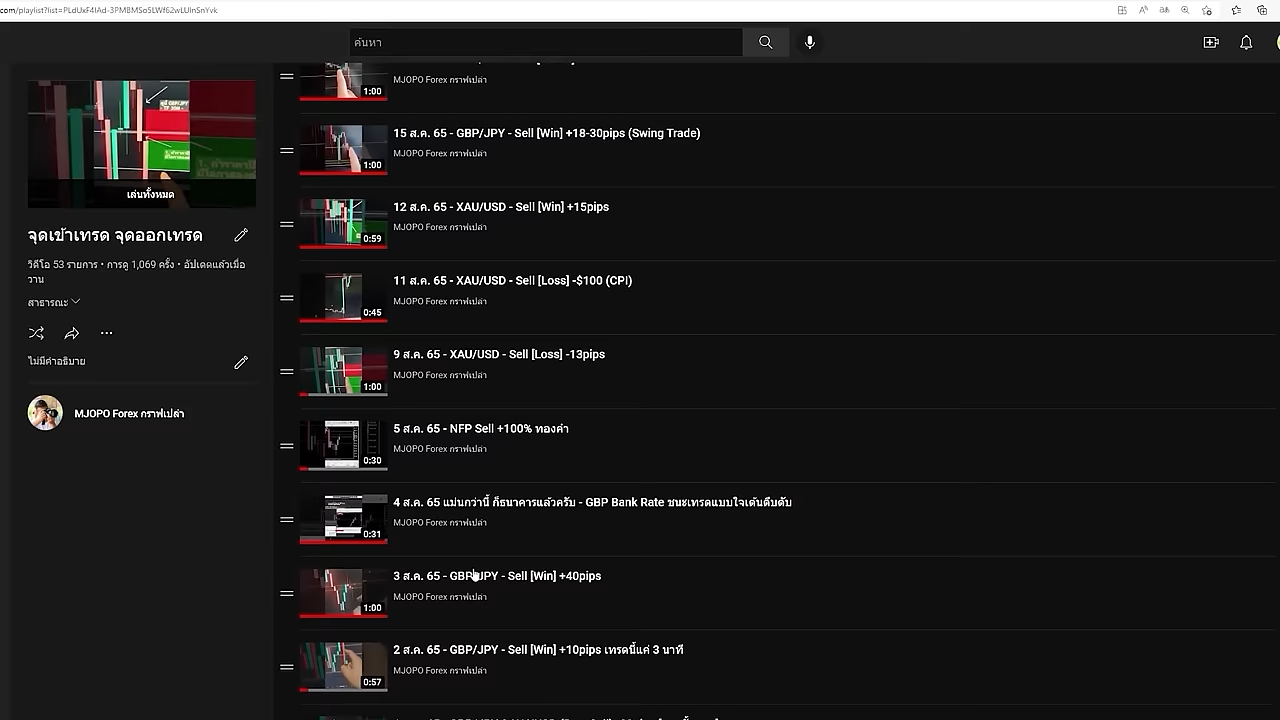 com/playlist?list=PLdUxF4IAd-3PMBMSo5LWf62wLUlnSnYvk
ค้นหา
เล่นทั้งหมด
จุดเข้าเทรด จุดออกเทรด
วิดีโอ 53 รายการ • การดู 1,069 ครั้ง • อัปเดตแล้วเมื่อ
วาน
สาธารณะ
ไม่มีคำอธิบาย
MJOPO Forex กราฟเปล่า
MJOPO Forex กราฟเปล่า
1:00
15 ส.ค. 65 - GBP/JPY - Sell [Win] +18-30pips (Swing Trade)
MJOPO Forex กราฟเปล่า
1:00
12 ส.ค. 65 - XAU/USD - Sell [Win] +15pips
MJOPO Forex กราฟเปล่า
0:59
11 ส.ค. 65 - XAU/USD - Sell [Loss] -$100 (CPI)
MJOPO Forex กราฟเปล่า
0:45
9 ส.ค. 65 - XAU/USD - Sell [Loss] -13pips
MJOPO Forex กราฟเปล่า
1:00
5 ส.ค. 65 - NFP Sell +100% ทองคำ
MJOPO Forex กราฟเปล่า
0:30
4 ส.ค. 65 แม่นกว่านี้ ก็ธนาคารแล้วครับ - GBP Bank Rate ชนะเทรดแบบใจเต้นตึบตับ
MJOPO Forex กราฟเปล่า
0:31
3 ส.ค. 65 - GBP/JPY - Sell [Win] +40pips
MJOPO Forex กราฟเปล่า
1:00
2 ส.ค. 65 - GBP/JPY - Sell [Win] +10pips เทรดนี้แค่ 3 นาที
MJOPO Forex กราฟเปล่า
0:57